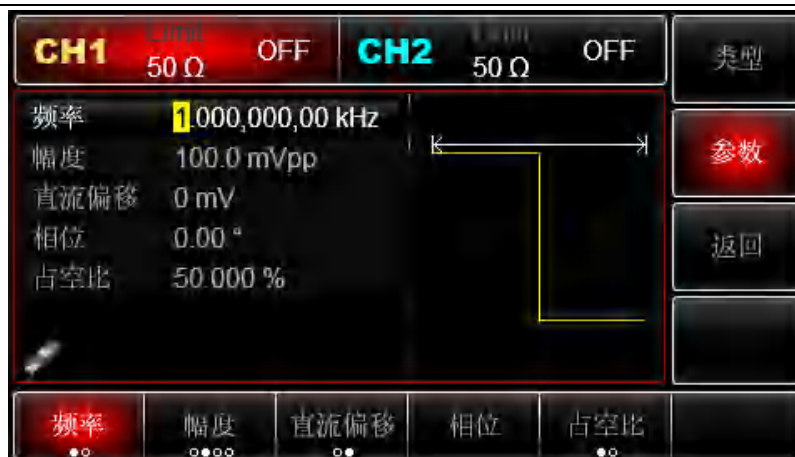 CH1 Limit 50 Ω OFF CH2 Limit 50 Ω OFF
类型
频率 1.000,000,00 kHz
幅度 100.0 mVpp
直流偏移 0 mV
相位 0.00 °
占空比 50.000 %
参数
返回
频率 幅度 直流偏移 相位 占空比